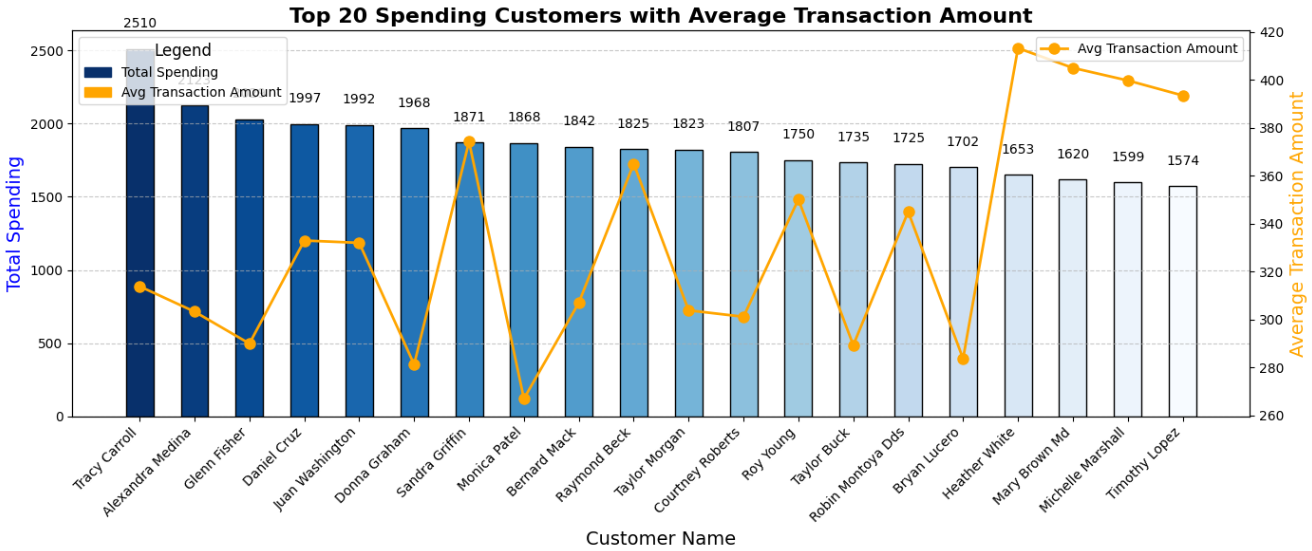 Top 20 Spending Customers with Average Transaction Amount
2510
2123
1997
1992
1968
1871
1868
1842
1825
1823
1807
1750
1735
1725
1702
1653
1620
1599
1574
Legend
Total Spending
Avg Transaction Amount
Avg Transaction Amount
Total Spending
2500
2000
1500
1000
500
0
420
400
380
360
340
320
300
280
260
Average Transaction Amount
Tracy Carroll
Alexandra Medina
Glenn Fisher
Daniel Cruz
Juan Washington
Donna Graham
Sandra Griffin
Monica Patel
Bernard Mack
Raymond Beck
Taylor Morgan
Courtney Roberts
Roy Young
Taylor Buck
Robin Montoya Dds
Bryan Lucero
Heather White
Mary Brown Md
Michelle Marshall
Timothy Lopez
Customer Name